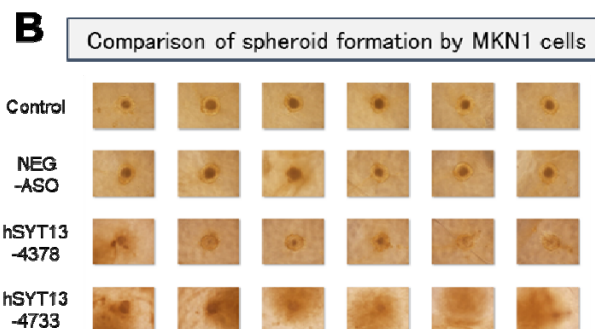 B
Comparison of spheroid formation by MKN1 cells
Control
NEG
-ASO
hSYT13
-4378
hSYT13
-4733